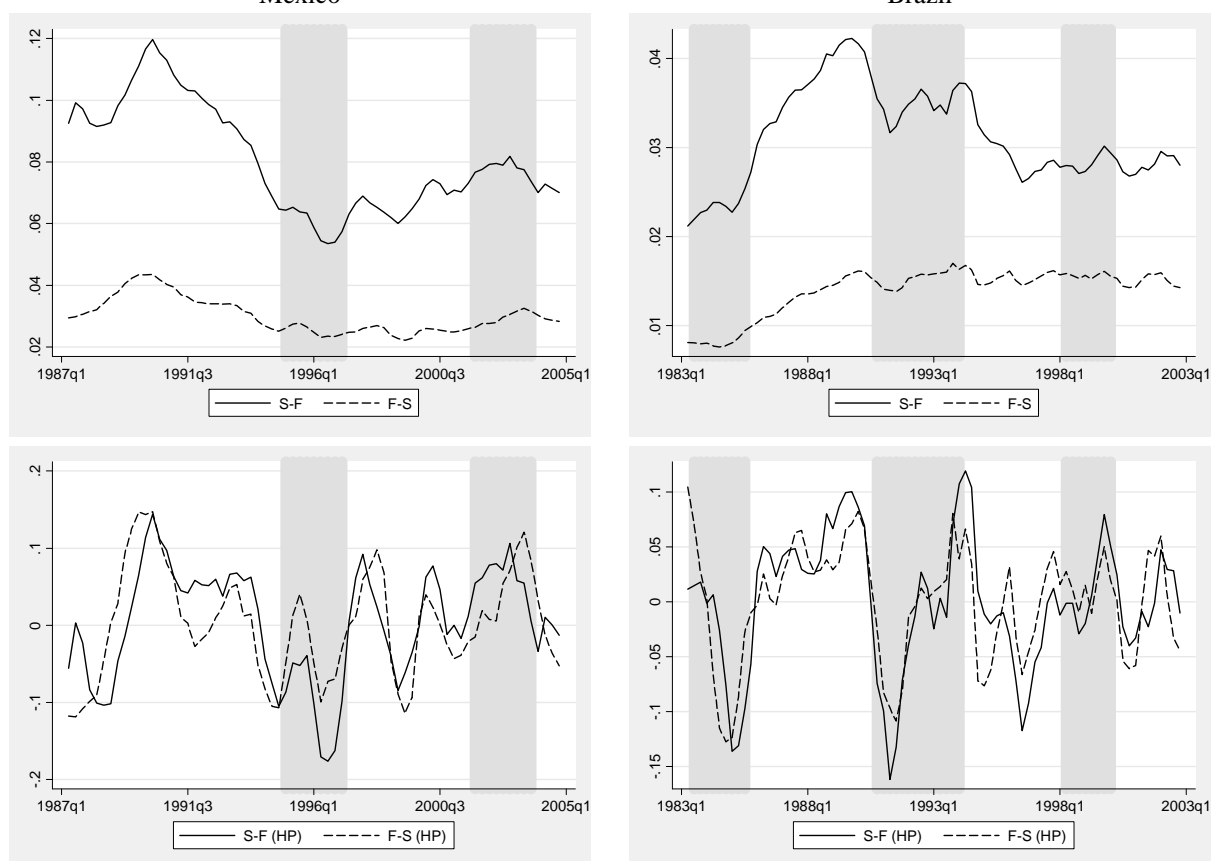 Mexico
Brazil
.12
.1
.08
.06
.04
.02
1987q1 1991q3 1996q1 2000q3 2005q1
S-F F-S
.04
.03
.02
.01
1983q1 1988q1 1993q1 1998q1 2003q1
S-F F-S
.2
.1
0
-.1
-.2
1987q1 1991q3 1996q1 2000q3 2005q1
S-F (HP) F-S (HP)
.1
.05
0
-.05
-.1
-.15
1983q1 1988q1 1993q1 1998q1 2003q1
S-F (HP) F-S (HP)